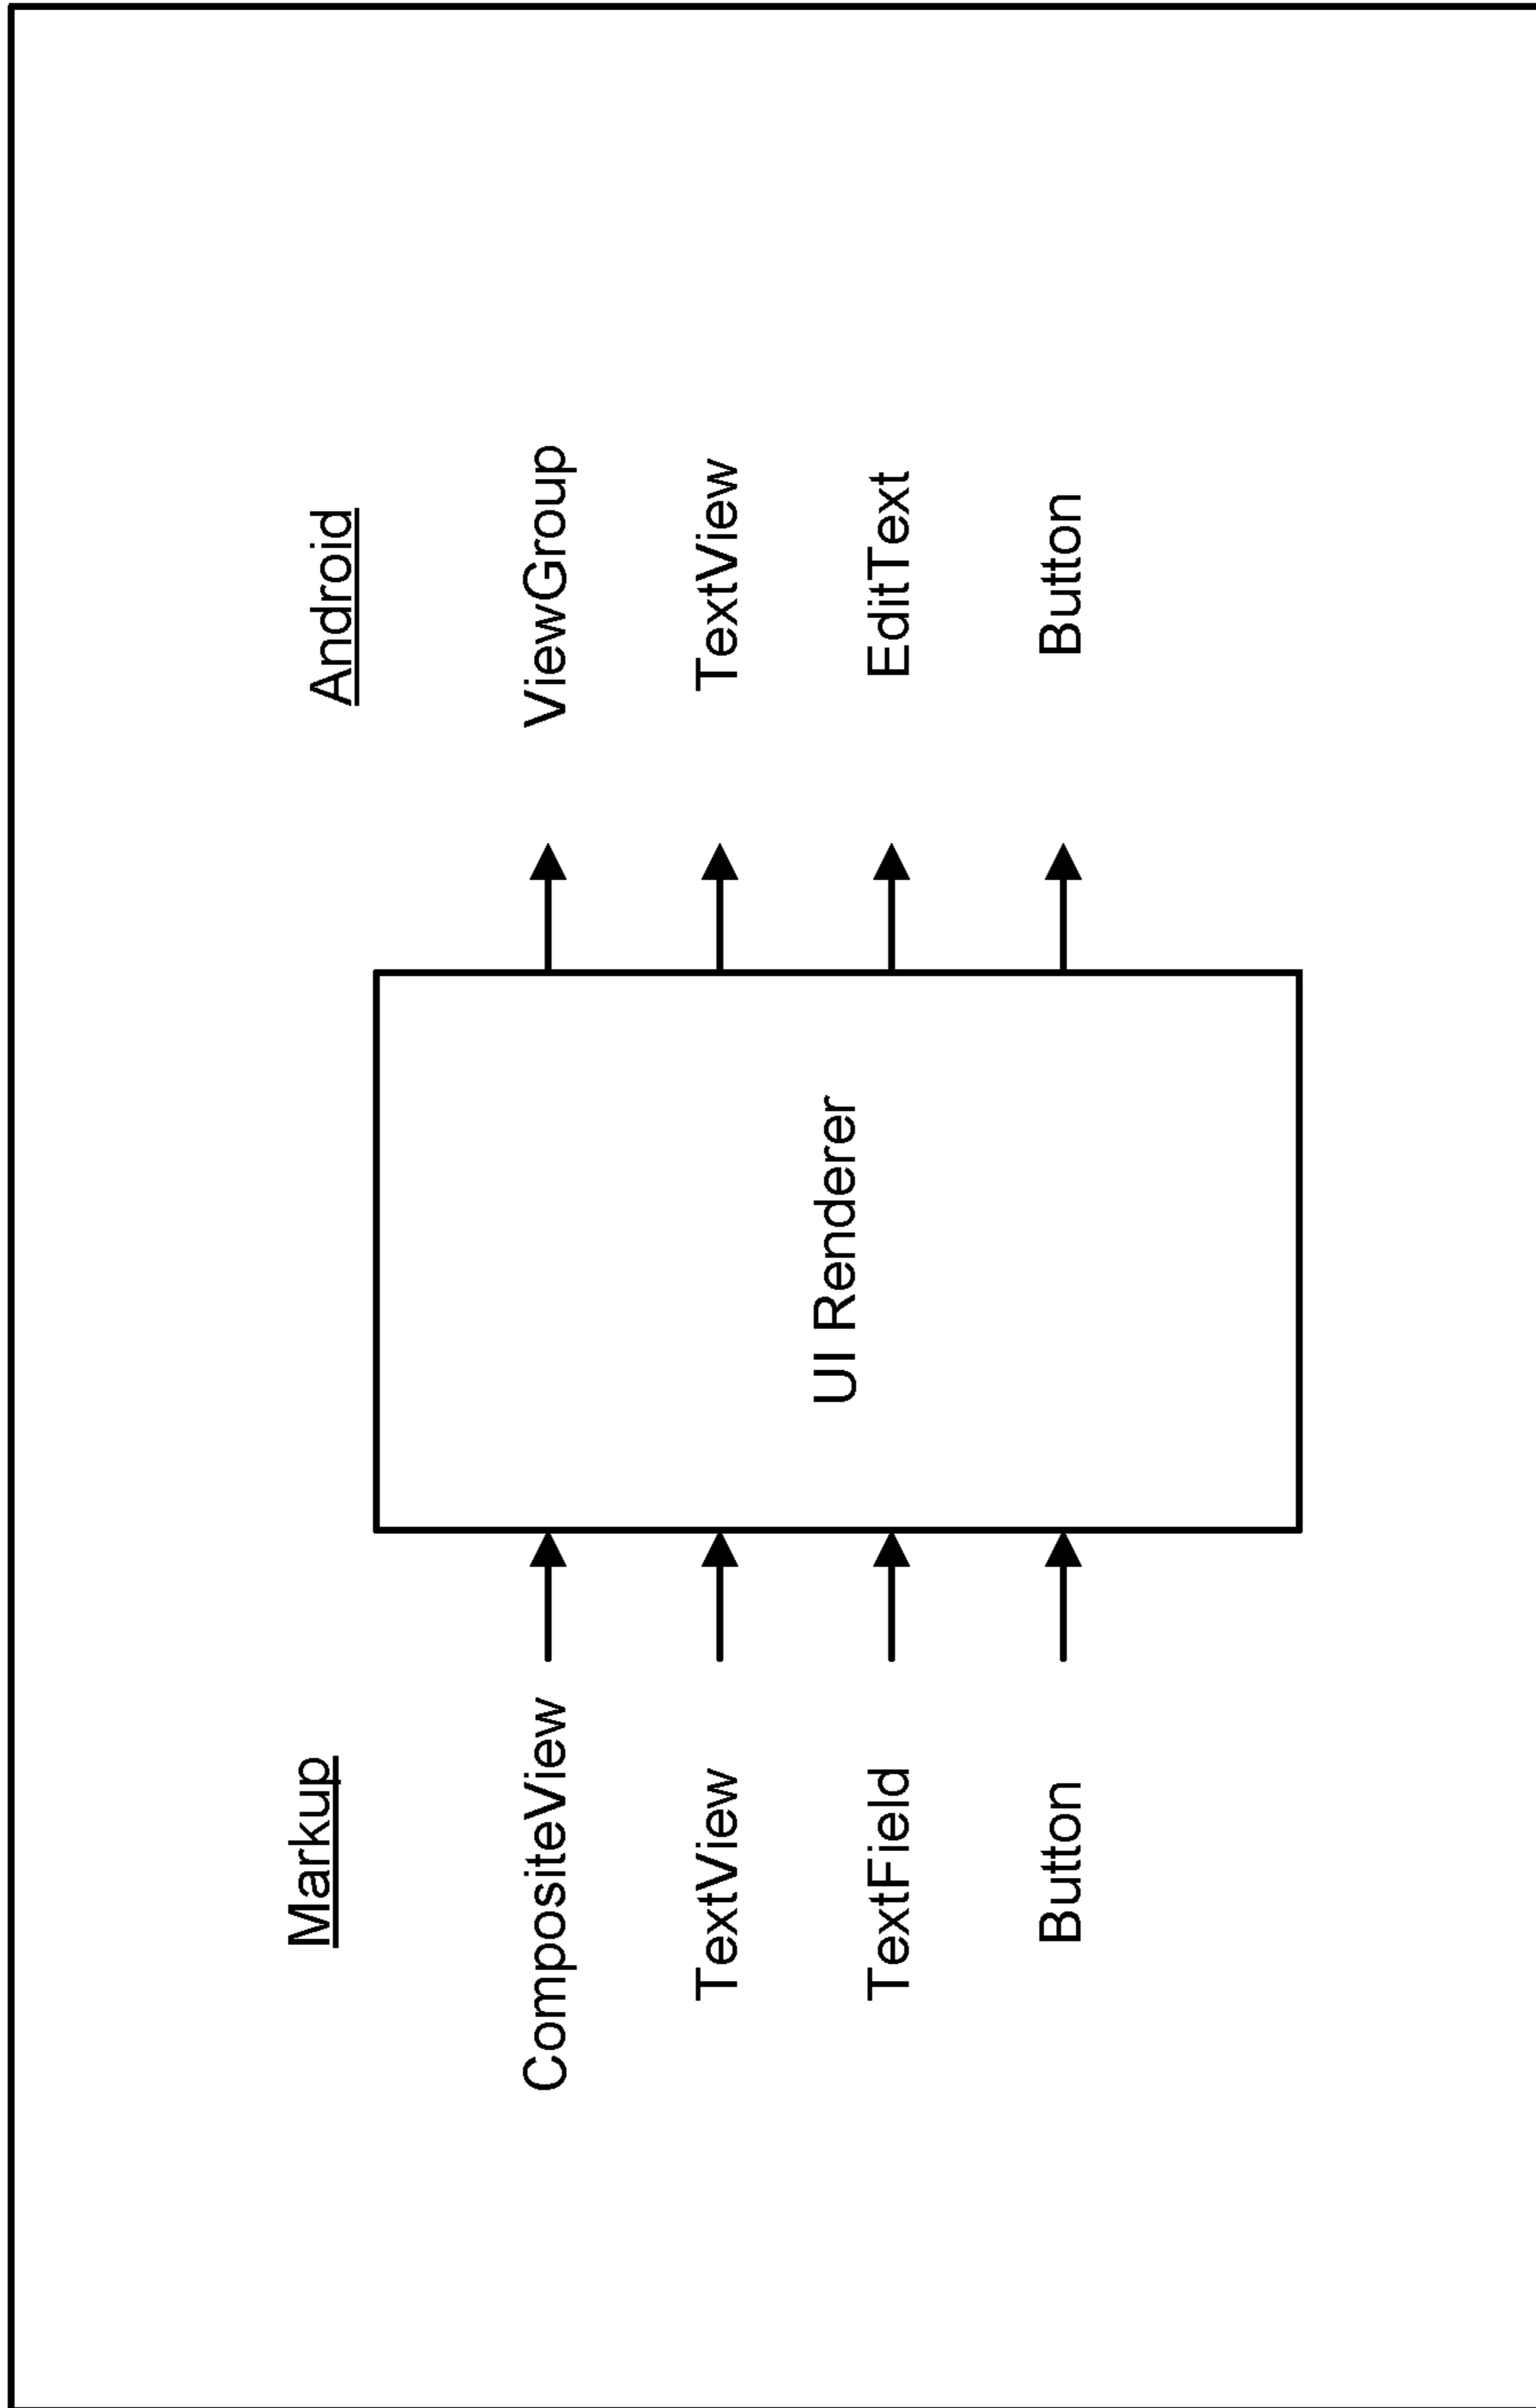 Markup
Android
CompositeView
ViewGroup
TextView
TextView
UI Renderer
TextField
EditText
Button
Button